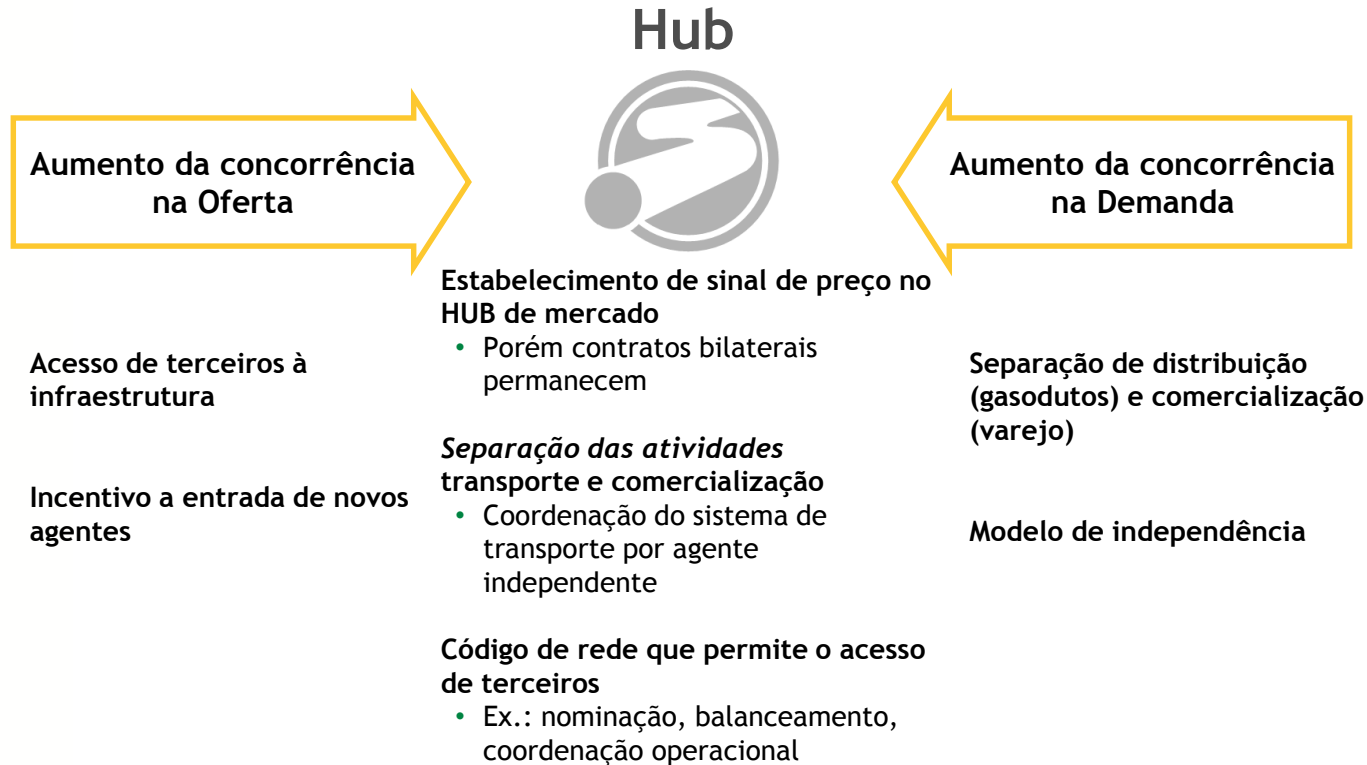 Hub
Aumento da concorrência
na Oferta
Aumento da concorrência
na Demanda
Acesso de terceiros à
infraestrutura
Incentivo a entrada de novos
agentes
Estabelecimento de sinal de preço no
HUB de mercado
• Porém contratos bilaterais
permanecem
Separação das atividades
transporte e comercialização
• Coordenação do sistema de
transporte por agente
independente
Código de rede que permite o acesso
de terceiros
• Ex.: nominação, balanceamento,
coordenação operacional
Separação de distribuição
(gasodutos) e comercialização
(varejo)
Modelo de independência